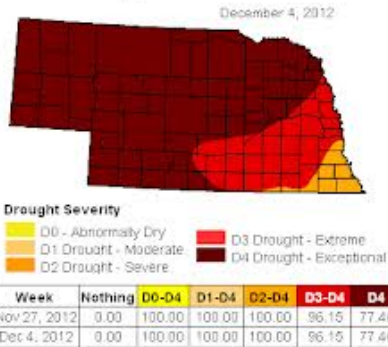 December 4, 2012
Drought Severity
D0 - Abnormally Dry
D1 Drought - Moderate
D2 Drought - Severe
D3 Drought - Extreme
D4 Drought - Exceptional
Week Nothing D0-D4 D1-D4 D2-D4 D3-D4 D4
Nov 27, 2012 0.00 100.00 100.00 100.00 96.15
Dec 4, 2012 0.00 100.00 100.00 100.00 96.15